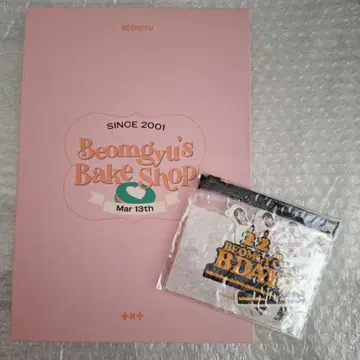 BEOMGYU
SINCE 2001
Beomgyu's
Bake Shop
Mar 13th
BEOMGYU
BDAY